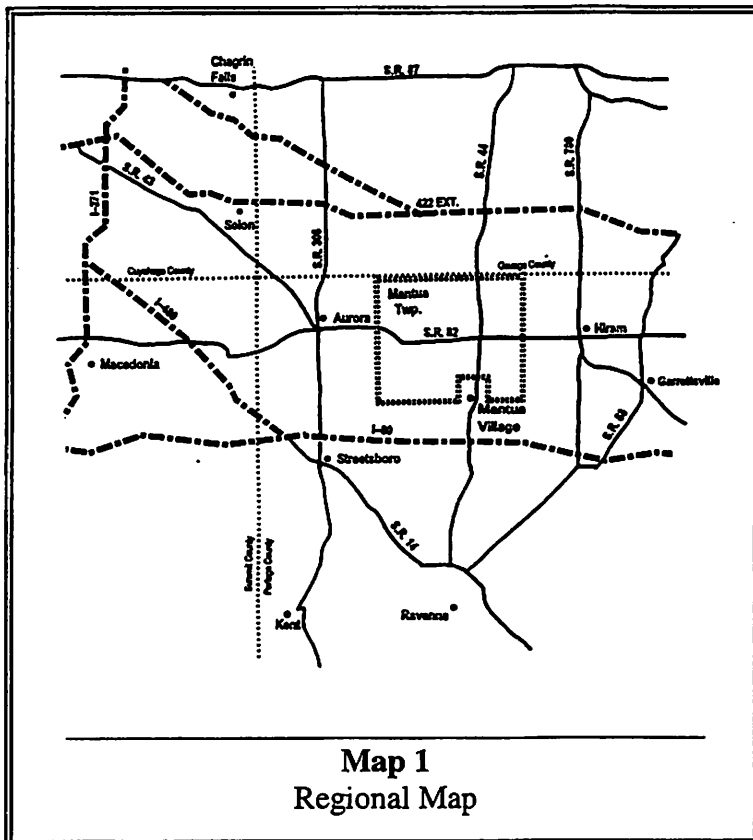 Chagrin
Falls
S.R. 87
S.R. 43
S.R. 44
S.R. 700
I-271
Solon
422 EXT.
S.R. 306
Cuyahoga County
Geauga County
I-480
Mantua
Twp.
Aurora
S.R. 82
Hiram
Macedonia
Garrettsville
Mantua
Village
I-80
S.R. 88
Streetsboro
S.R. 14
Summit County
Portage County
Kent
Ravenna
Map 1
Regional Map